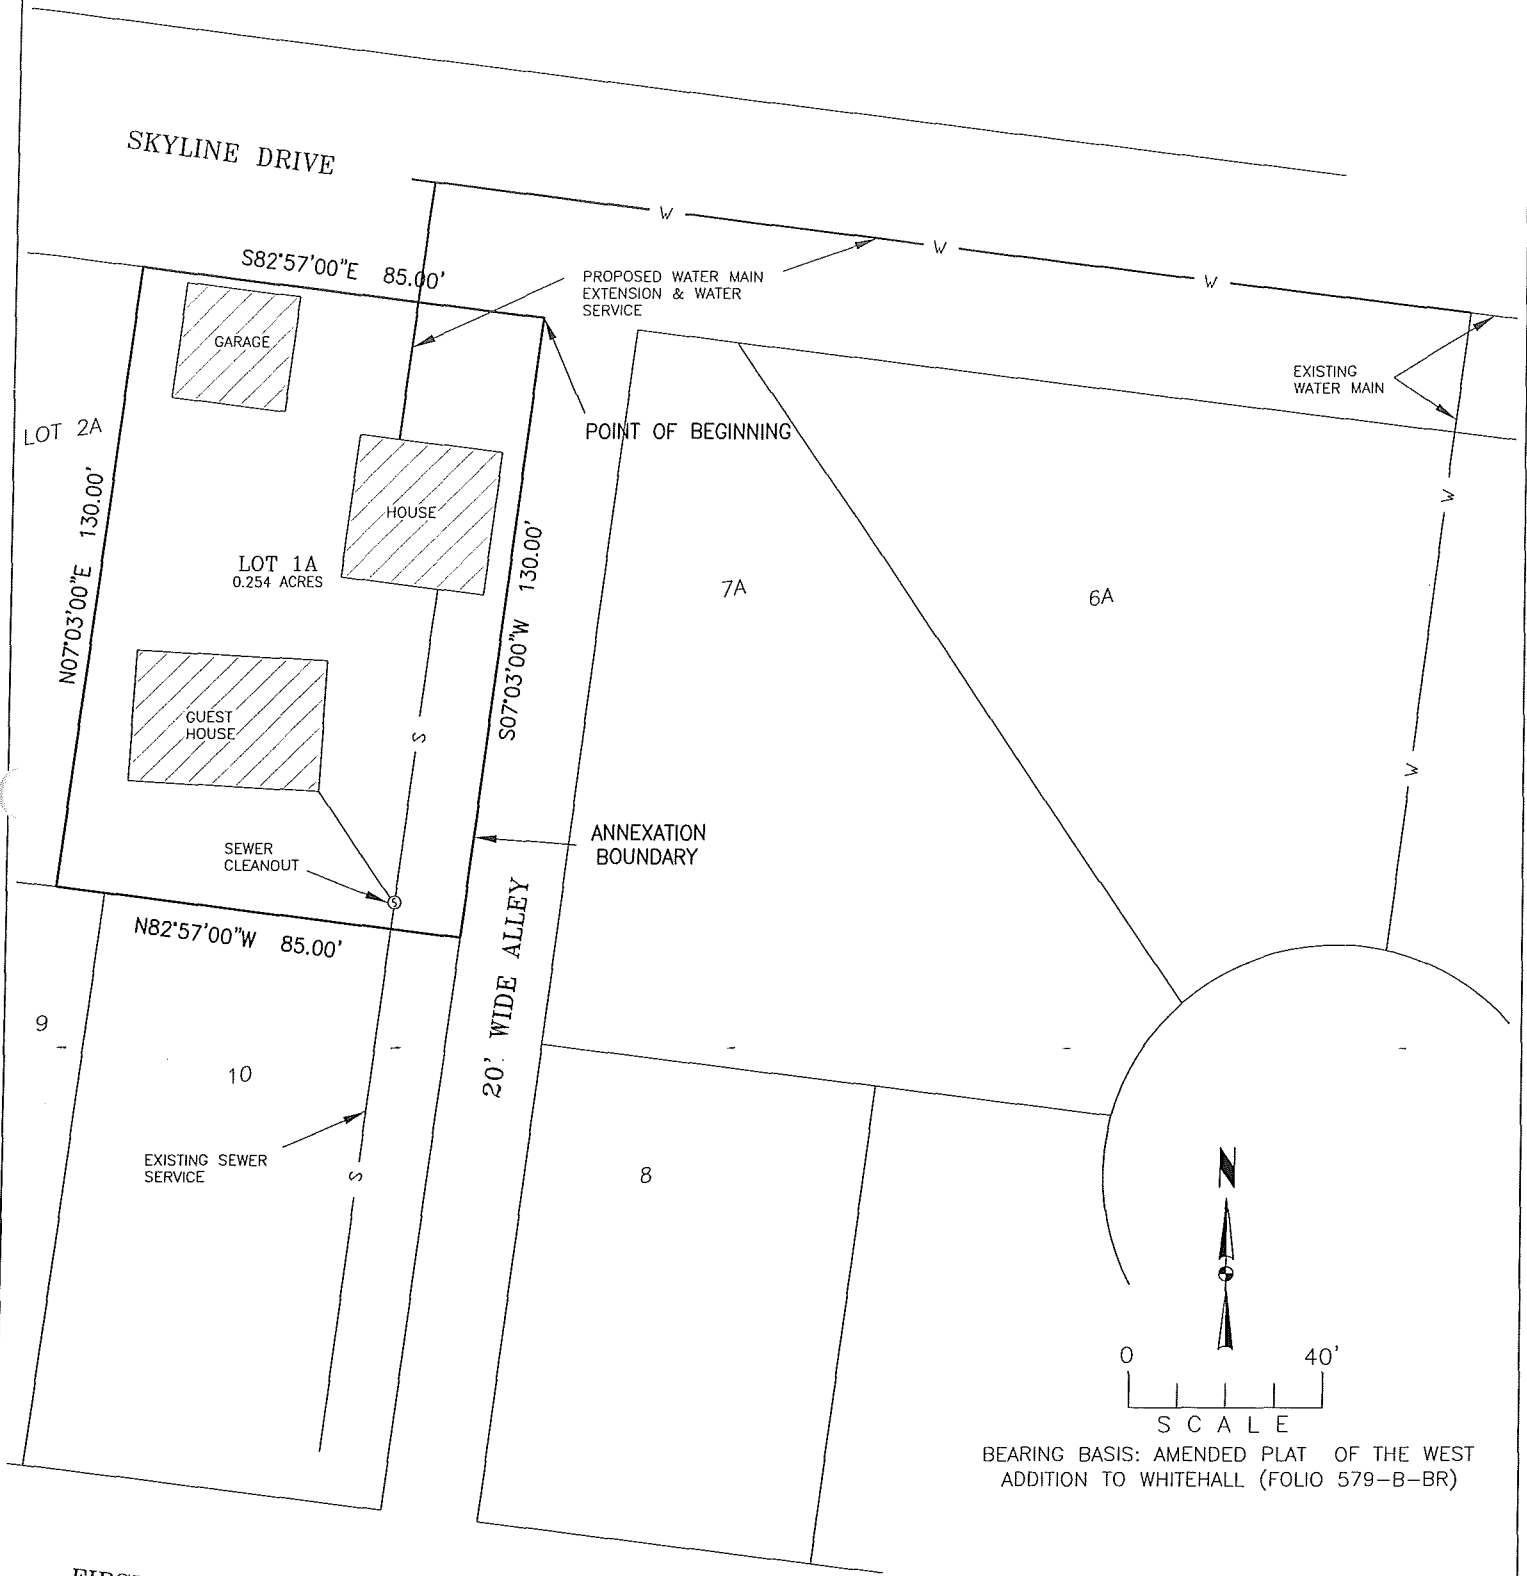 SKYLINE DRIVE
W
W
W
S82°57'00"E 85.00'
PROPOSED WATER MAIN
EXTENSION & WATER
SERVICE
GARAGE
EXISTING
WATER MAIN
LOT 2A
POINT OF BEGINNING
N07°03'00"E 130.00'
HOUSE
W
LOT 1A
0.254 ACRES
S07°03'00"W 130.00'
7A
6A
GUEST
HOUSE
S
W
ANNEXATION
BOUNDARY
SEWER
CLEANOUT
S
N82°57'00"W 85.00'
20' WIDE ALLEY
9
10
EXISTING SEWER
SERVICE
S
8
N
0 40'
SCALE
BEARING BASIS: AMENDED PLAT OF THE WEST
ADDITION TO WHITEHALL (FOLIO 579-B-BR)